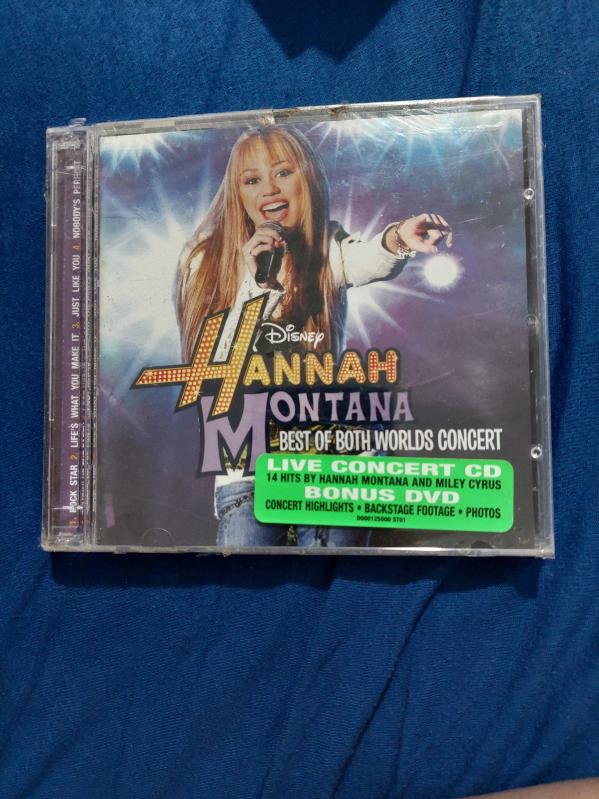 1. ROCK STAR 2. LIFE'S WHAT YOU MAKE IT 3. JUST LIKE YOU 4. NOBODY'S PERFECT
Disney
HANNAH
MONTANA
BEST OF BOTH WORLDS CONCERT
LIVE CONCERT CD
14 HITS BY HANNAH MONTANA AND MILEY CYRUS
BONUS DVD
CONCERT HIGHLIGHTS • BACKSTAGE FOOTAGE • PHOTOS
D000125000 ST01